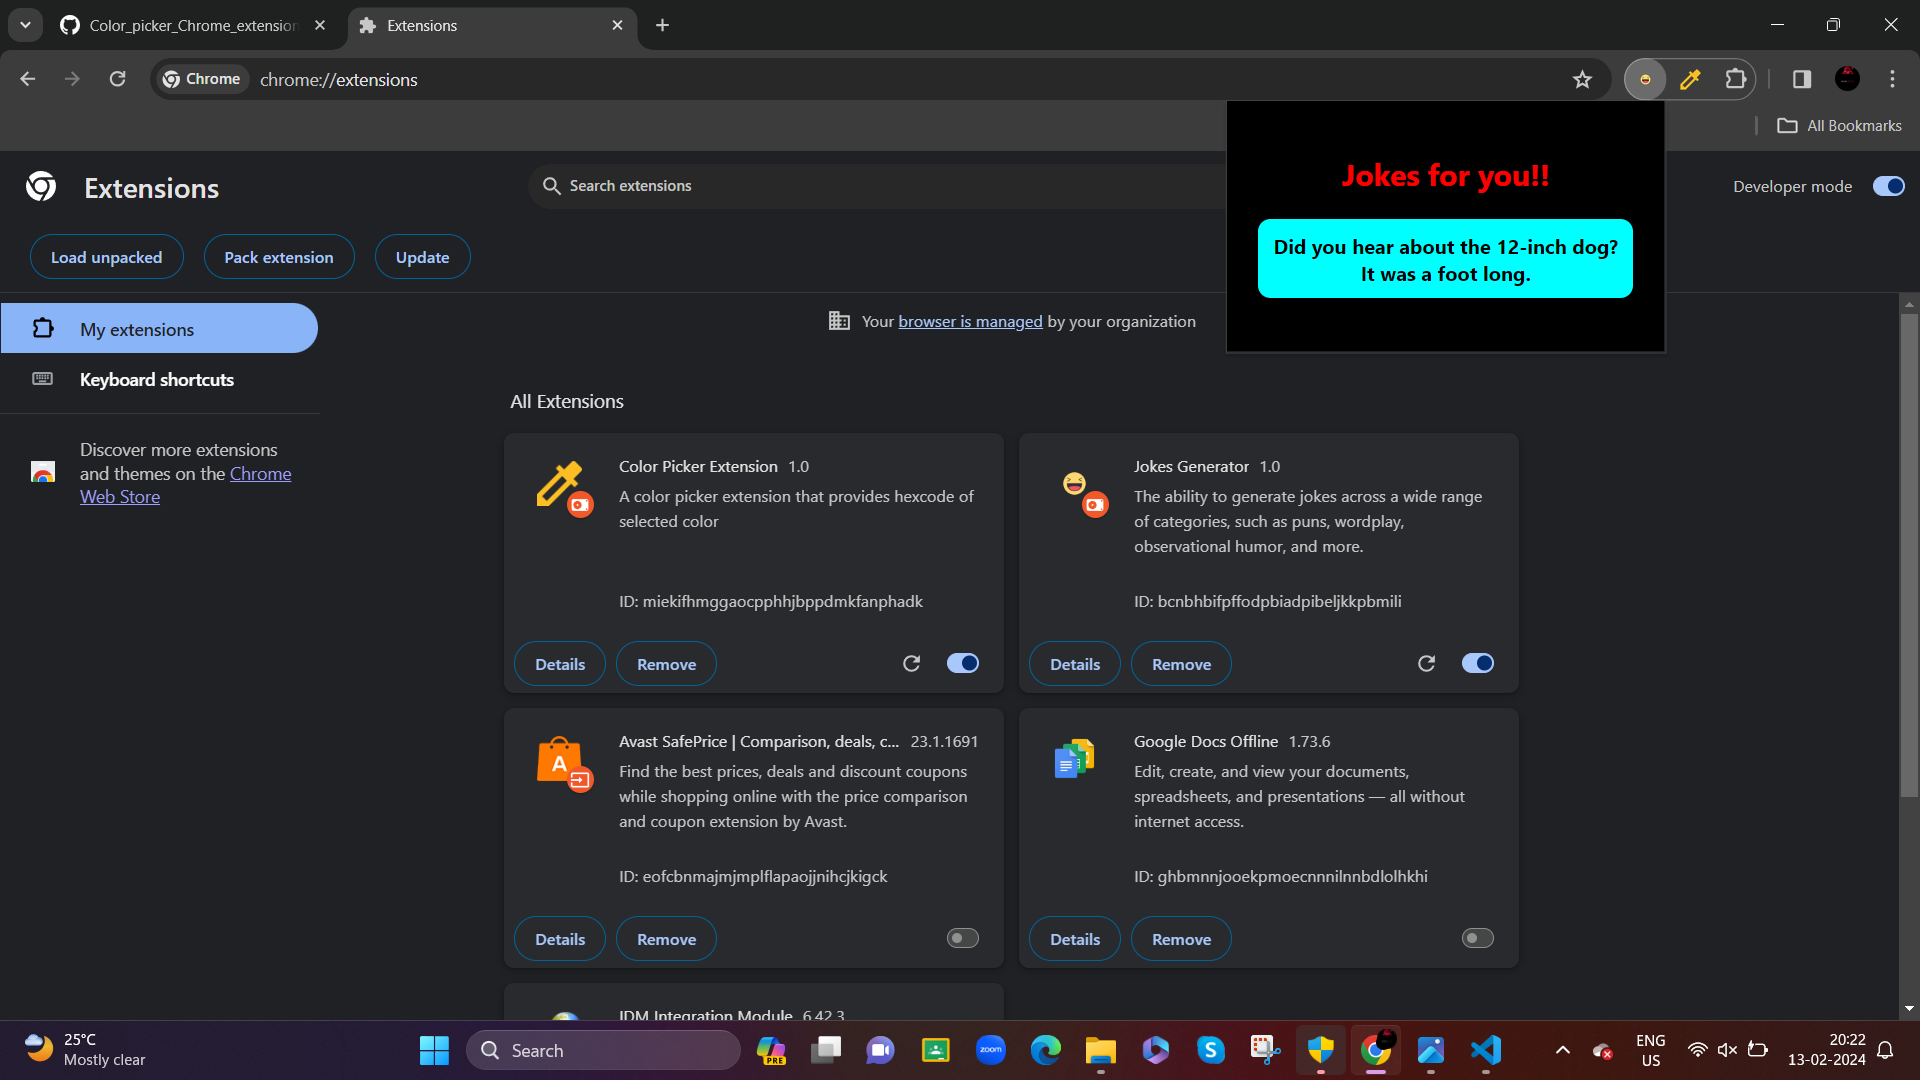 Color_picker_Chrome_extension
Extensions
Chrome
chrome://extensions
All Bookmarks
Extensions
Search extensions
Developer mode
Jokes for you!!
Did you hear about the 12-inch dog?
It was a foot long.
Load unpacked
Pack extension
Update
My extensions
Keyboard shortcuts
Discover more extensions
and themes on the Chrome
Web Store
Your browser is managed by your organization
All Extensions
Color Picker Extension 1.0
A color picker extension that provides hexcode of
selected color
ID: miekifhmggaocpphhjbppdmkfanphadk
Details
Remove
Jokes Generator 1.0
The ability to generate jokes across a wide range
of categories, such as puns, wordplay,
observational humor, and more.
ID: bcnbhbifpffodpbiadpibeljkkpbmili
Details
Remove
Avast SafePrice | Comparison, deals, c... 23.1.1691
Find the best prices, deals and discount coupons
while shopping online with the price comparison
and coupon extension by Avast.
ID: eofcbnmajmjmplflapaojjnihcjkigck
Details
Remove
Google Docs Offline 1.73.6
Edit, create, and view your documents,
spreadsheets, and presentations — all without
internet access.
ID: ghbmnnjooekpmoecnnnilnnbdlolhkhi
Details
Remove
IDM Integration Module 6.42.3
25°C
Mostly clear
Search
PRE
zoom
ENG
US
20:22
13-02-2024